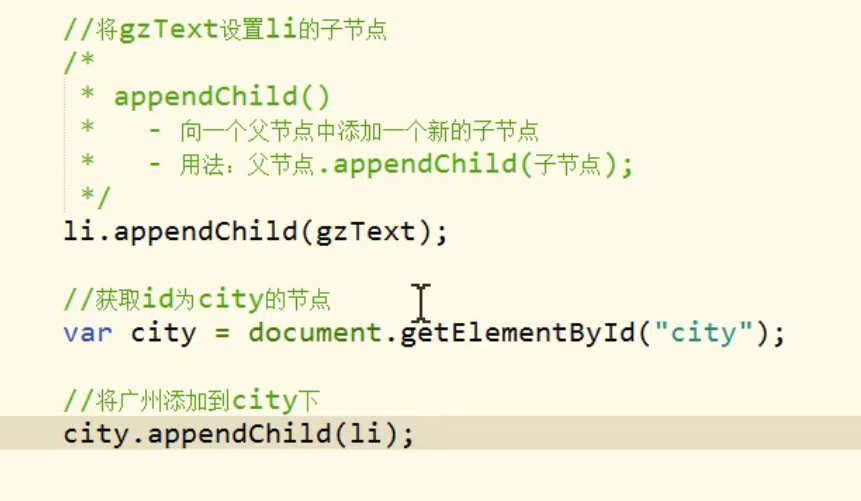 //将gzText设置li的子节点
/*
* appendChild()
* - 向一个父节点中添加一个新的子节点
* - 用法：父节点.appendChild(子节点);
*/
li.appendChild(gzText);
//获取id为city的节点
var city = document.getElementById("city");
//将广州添加到city下
city.appendChild(li);